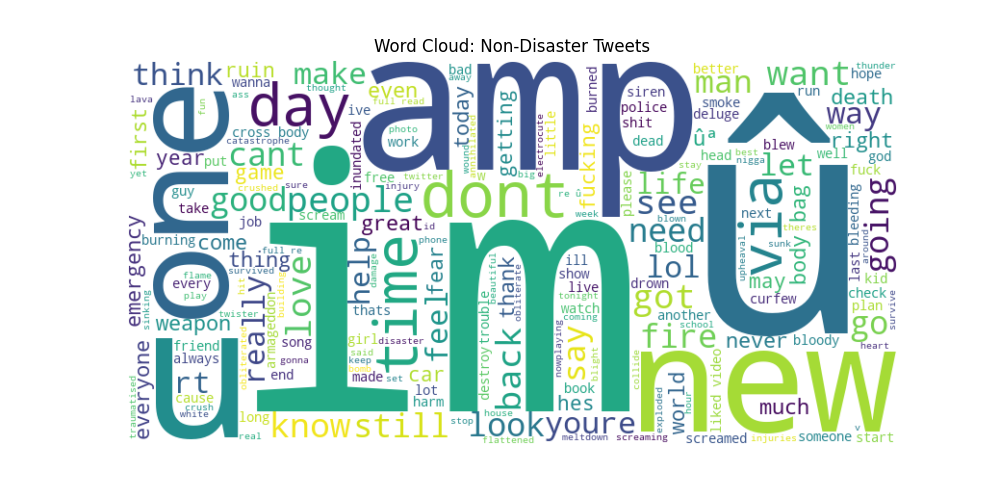 Word Cloud: Non-Disaster Tweets
think
ruin
wanna
ass
thought
make
ive
bad
away
even
full read
amp
better
man
siren
police
shit
dead
smoke
deluge
want
run
hope
thunder
death
way
women
right
god
lava
fun
first
yet
day
one
cross body
catastrophe
year
put
cant
game
crushed
sure
guy
take
good
people
inundated
free
injury
twitter
photo
work
today
wound
annihilated
getting
electrocute
little
burned
fucking
û
ûª
blew
head
best
nigga
stay
let
well
fuck
job
scream
great
id
dont
rw
big
re û
week
please
life
see
blown
need
via
next
theres
sunk
upheaval
may
body bag
last bleeding
around
kid
going
survive
emergency
sinking
burning
come
thing
survived
full re
every
flame
play
hit
building
love
im
help
damage
thats
time
phone
feel
fear
beautiful
thank
obliterate
ill
show
live
tonight
watch
coming
lol
blood
drown
got
another
school
curfew
check
plan
go
heart
weapon
twister
friend
always
rt
cause
crush
white
obliterated
really
armageddon
song
gonna
end
girl
said
disaster
keep
bomb
made
set
car
lot
harm
destroy
trouble
back
nowplaying
say
blight
book
hes
fire
collide
never
bloody
new
everyone
traumatised
long
real
know
still
stop
house
look
flattened
youre
meltdown
screaming
exploded
world
hour
screamed
liked video
much
injuries
someone
v
start